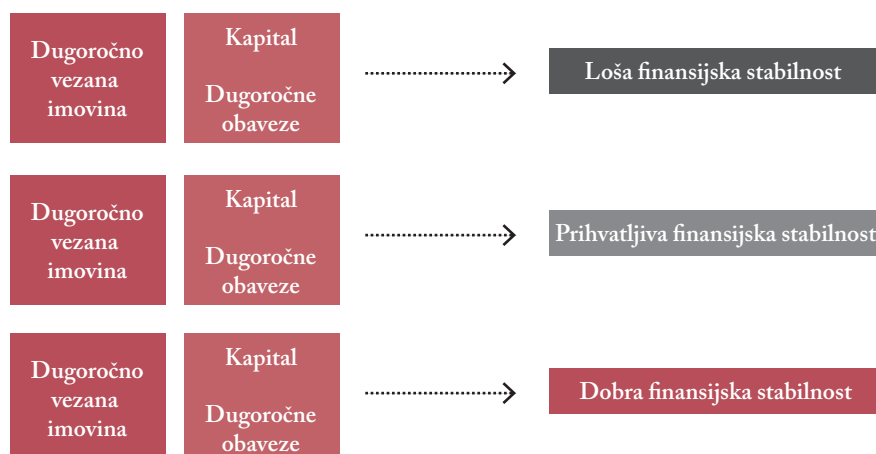 Dugoročno
vezana
imovina
Kapital
Dugoročne
obaveze
Loša finansijska stabilnost
Dugoročno
vezana
imovina
Kapital
Dugoročne
obaveze
Prihvatljiva finansijska stabilnost
Dugoročno
vezana
imovina
Kapital
Dugoročne
obaveze
Dobra finansijska stabilnost